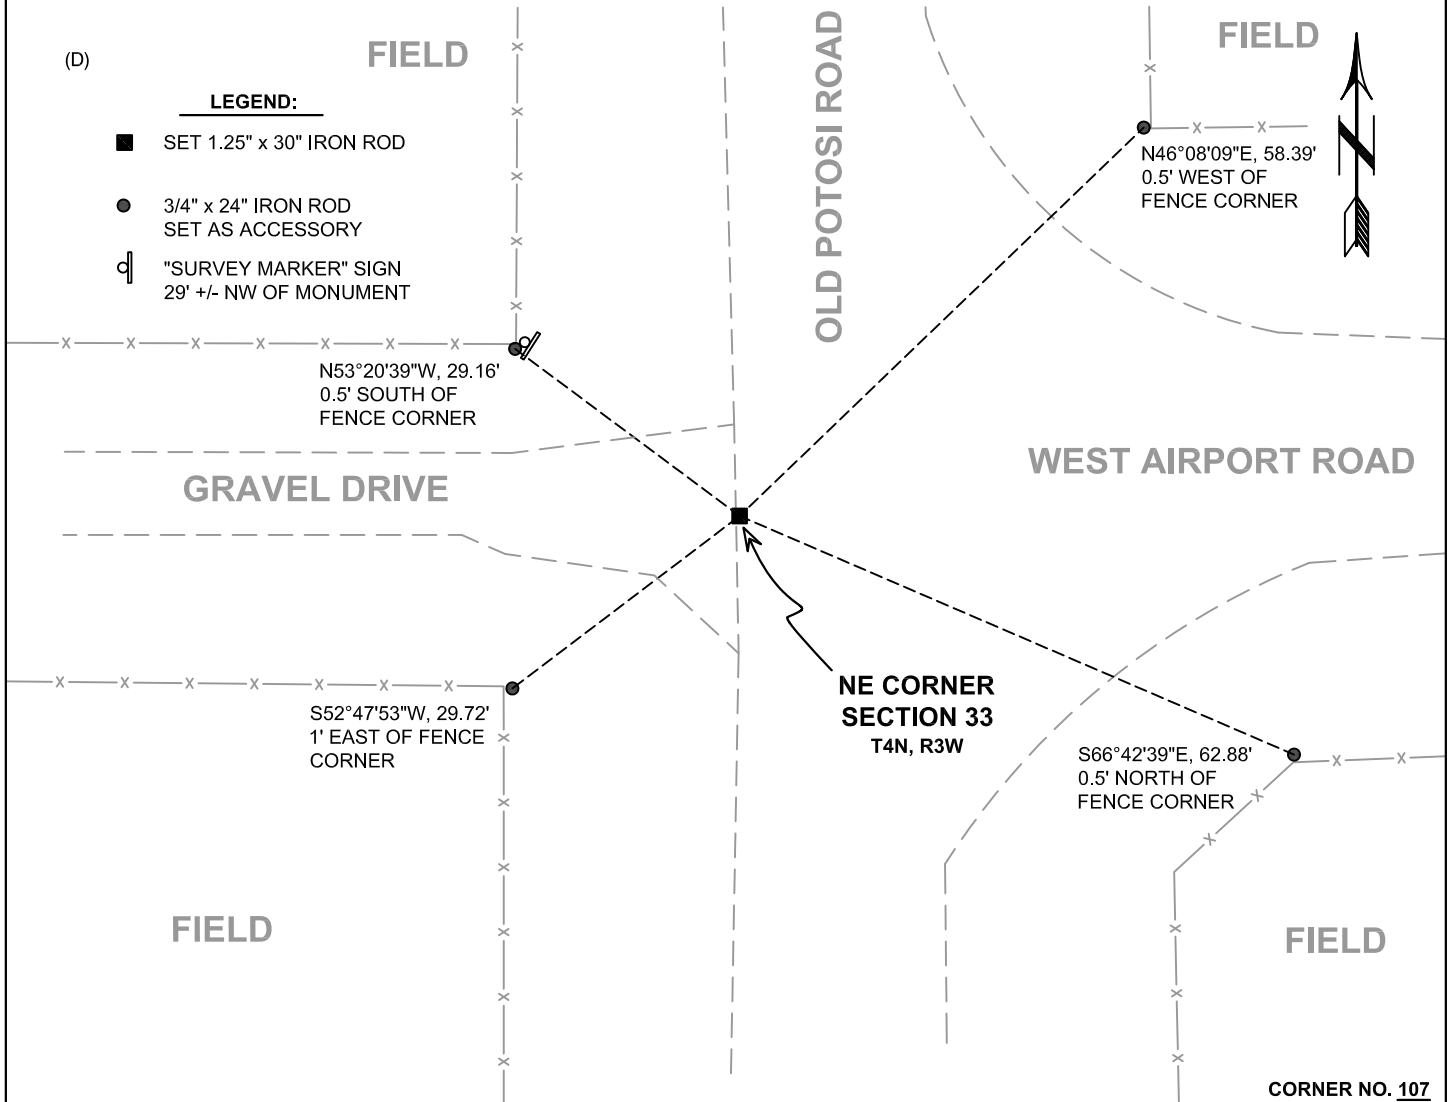 (D)
FIELD
OLD POTOSI ROAD
FIELD
LEGEND:
SET 1.25" x 30" IRON ROD
3/4" x 24" IRON ROD
SET AS ACCESSORY
"SURVEY MARKER" SIGN
29' +/- NW OF MONUMENT
N
N46°08'09"E, 58.39'
0.5' WEST OF
FENCE CORNER
N53°20'39"W, 29.16'
0.5' SOUTH OF
FENCE CORNER
GRAVEL DRIVE
WEST AIRPORT ROAD
NE CORNER
SECTION 33
T4N, R3W
S52°47'53"W, 29.72'
1' EAST OF FENCE
CORNER
S66°42'39"E, 62.88'
0.5' NORTH OF
FENCE CORNER
FIELD
FIELD
CORNER NO. 107